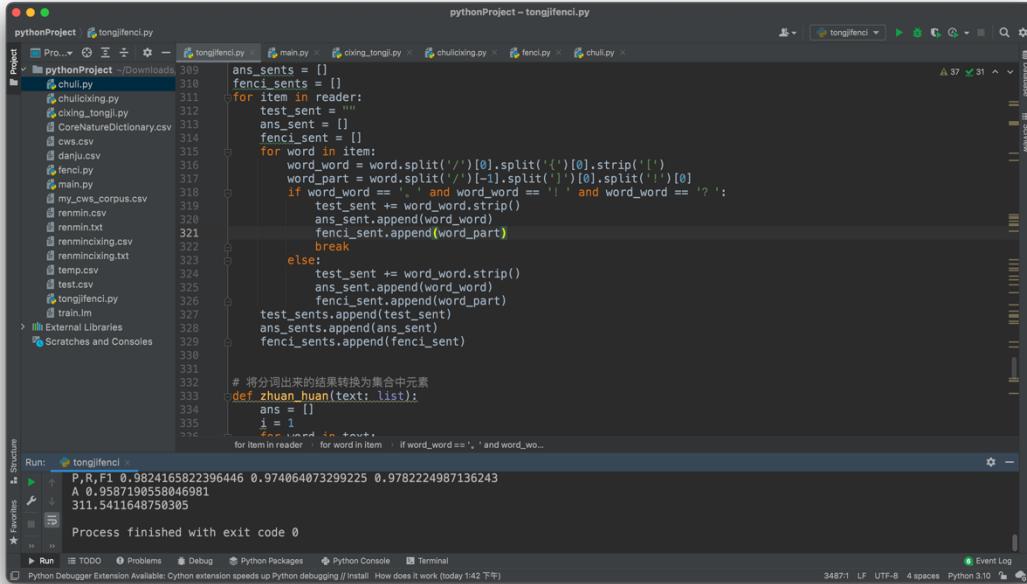 pythonProject – tongjifenci.py
pythonProject
tongjifenci.py
tongjifenci
Project
Pro...
tongjifenci.py
main.py
cixing_tongji.py
chulicixing.py
fenci.py
chuli.py
pythonProject ~/Downloads
chuli.py
chulicixing.py
cixing_tongji.py
CoreNatureDictionary.csv
cws.csv
danju.csv
fenci.py
main.py
my_cws_corpus.csv
renmin.csv
renmin.txt
renmincixing.csv
renmincixing.txt
temp.csv
test.csv
tongjifenci.py
train.lm
External Libraries
Scratches and Consoles
37 31
309 ans_sents = []
310 fenci_sents = []
311 for item in reader:
312 test_sent = ""
313 ans_sent = []
314 fenci_sent = []
315 for word in item:
316 word_word = word.split('/')[0].split('{')[0].strip('[')
317 word_part = word.split('/')[-1].split(']')[0].split('!')[0]
318 if word_word == '。' and word_word == '！' and word_word == '？':
319 test_sent += word_word.strip()
320 ans_sent.append(word_word)
321 fenci_sent.append(word_part)
322 break
323 else:
324 test_sent += word_word.strip()
325 ans_sent.append(word_word)
326 fenci_sent.append(word_part)
327 test_sents.append(test_sent)
328 ans_sents.append(ans_sent)
329 fenci_sents.append(fenci_sent)
330
331
332 # 将分词出来的结果转换为集合中元素
333 def zhuan_huan(text: list):
334 ans = []
335 i = 1
336 for word in text:
for item in reader › for word in item › if word_word == '。' and word_wo...
Database
SciView
Structure
Favorites
Run: tongjifenci
P,R,F1 0.9824165822396446 0.974064073299225 0.9782224987136243
A 0.9587190558046981
311.5411648750305
Process finished with exit code 0
Run
TODO
Problems
Debug
Python Packages
Python Console
Terminal
6 Event Log
Python Debugger Extension Available: Cython extension speeds up Python debugging // Install How does it work (today 1:42 下午)
3487:1 LF UTF-8 4 spaces Python 3.10